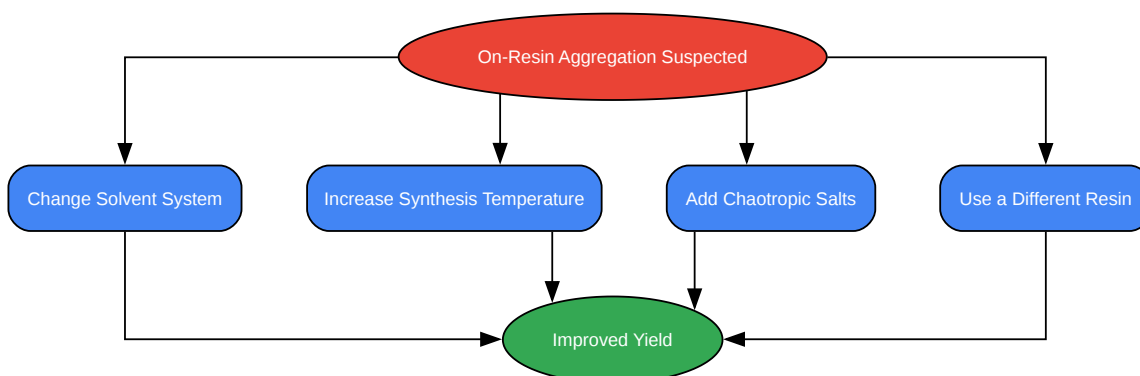 On-Resin Aggregation Suspected
Change Solvent System
Increase Synthesis Temperature
Add Chaotropic Salts
Use a Different Resin
Improved Yield